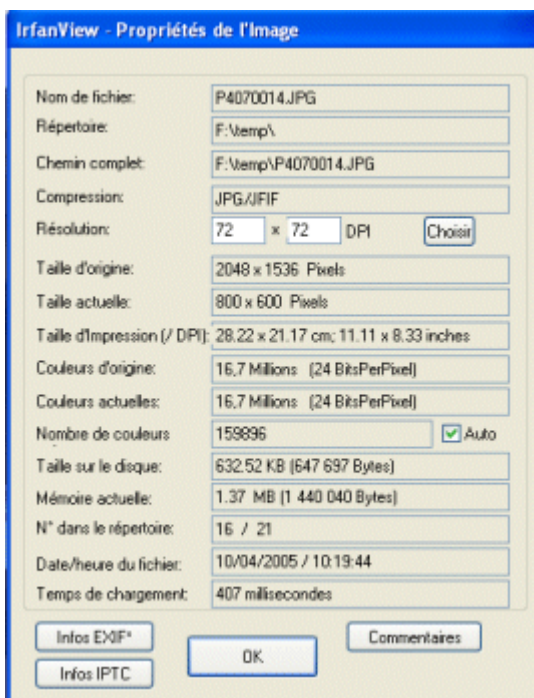 IrfanView - Propriétés de l'Image
Nom de fichier: P4070014.JPG
Répertoire: F:\temp\
Chemin complet: F:\temp\P4070014.JPG
Compression: JPG/JFIF
Résolution: 72 x 72 DPI Choisir
Taille d'origine: 2048 x 1536 Pixels
Taille actuelle: 800 x 600 Pixels
Taille d'Impression (/ DPI): 28.22 x 21.17 cm; 11.11 x 8.33 inches
Couleurs d'origine: 16,7 Millions (24 BitsPerPixel)
Couleurs actuelles: 16,7 Millions (24 BitsPerPixel)
Nombre de couleurs 159896 Auto
Taille sur le disque: 632.52 KB (647 697 Bytes)
Mémoire actuelle: 1.37 MB (1 440 040 Bytes)
N° dans le répertoire: 16 / 21
Date/heure du fichier: 10/04/2005 / 10:19:44
Temps de chargement: 407 millisecondes
Infos EXIF* OK Commentaires
Infos IPTC